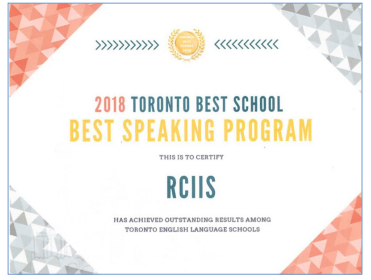 2018 TORONTO BEST SCHOOL
BEST SPEAKING PROGRAM
THIS IS TO CERTIFY
RCIIS
HAS ACHIEVED OUTSTANDING RESULTS AMONG
TORONTO ENGLISH LANGUAGE SCHOOLS